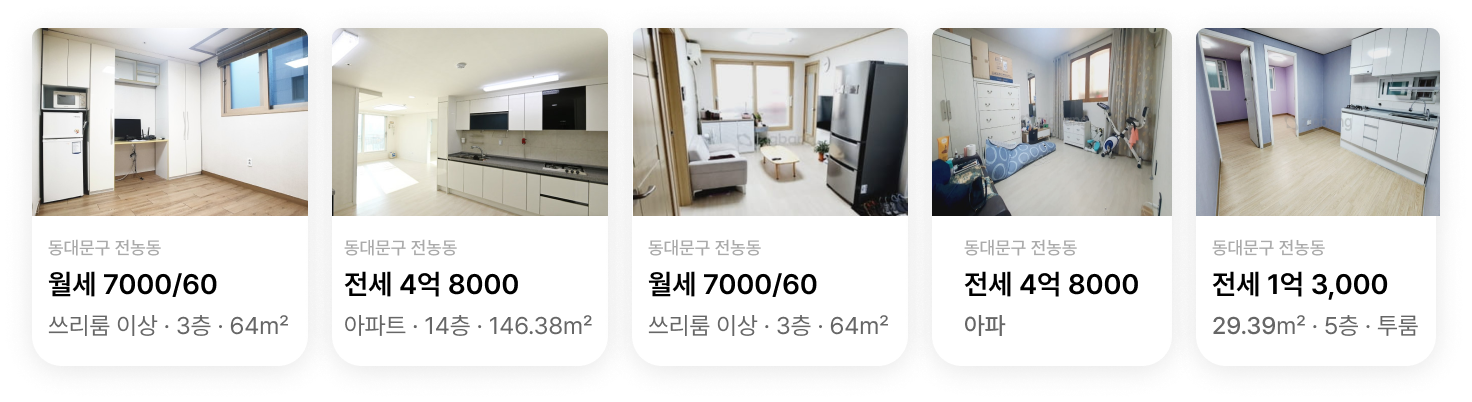 동대문구 전농동
월세 7000/60
쓰리룸 이상 · 3층 · 64m²
동대문구 전농동
전세 4억 8000
아파트 · 14층 · 146.38m²
동대문구 전농동
월세 7000/60
쓰리룸 이상 · 3층 · 64m²
동대문구 전농동
전세 4억 8000
아파
동대문구 전농동
전세 1억 3,000
29.39m² · 5층 · 투룸